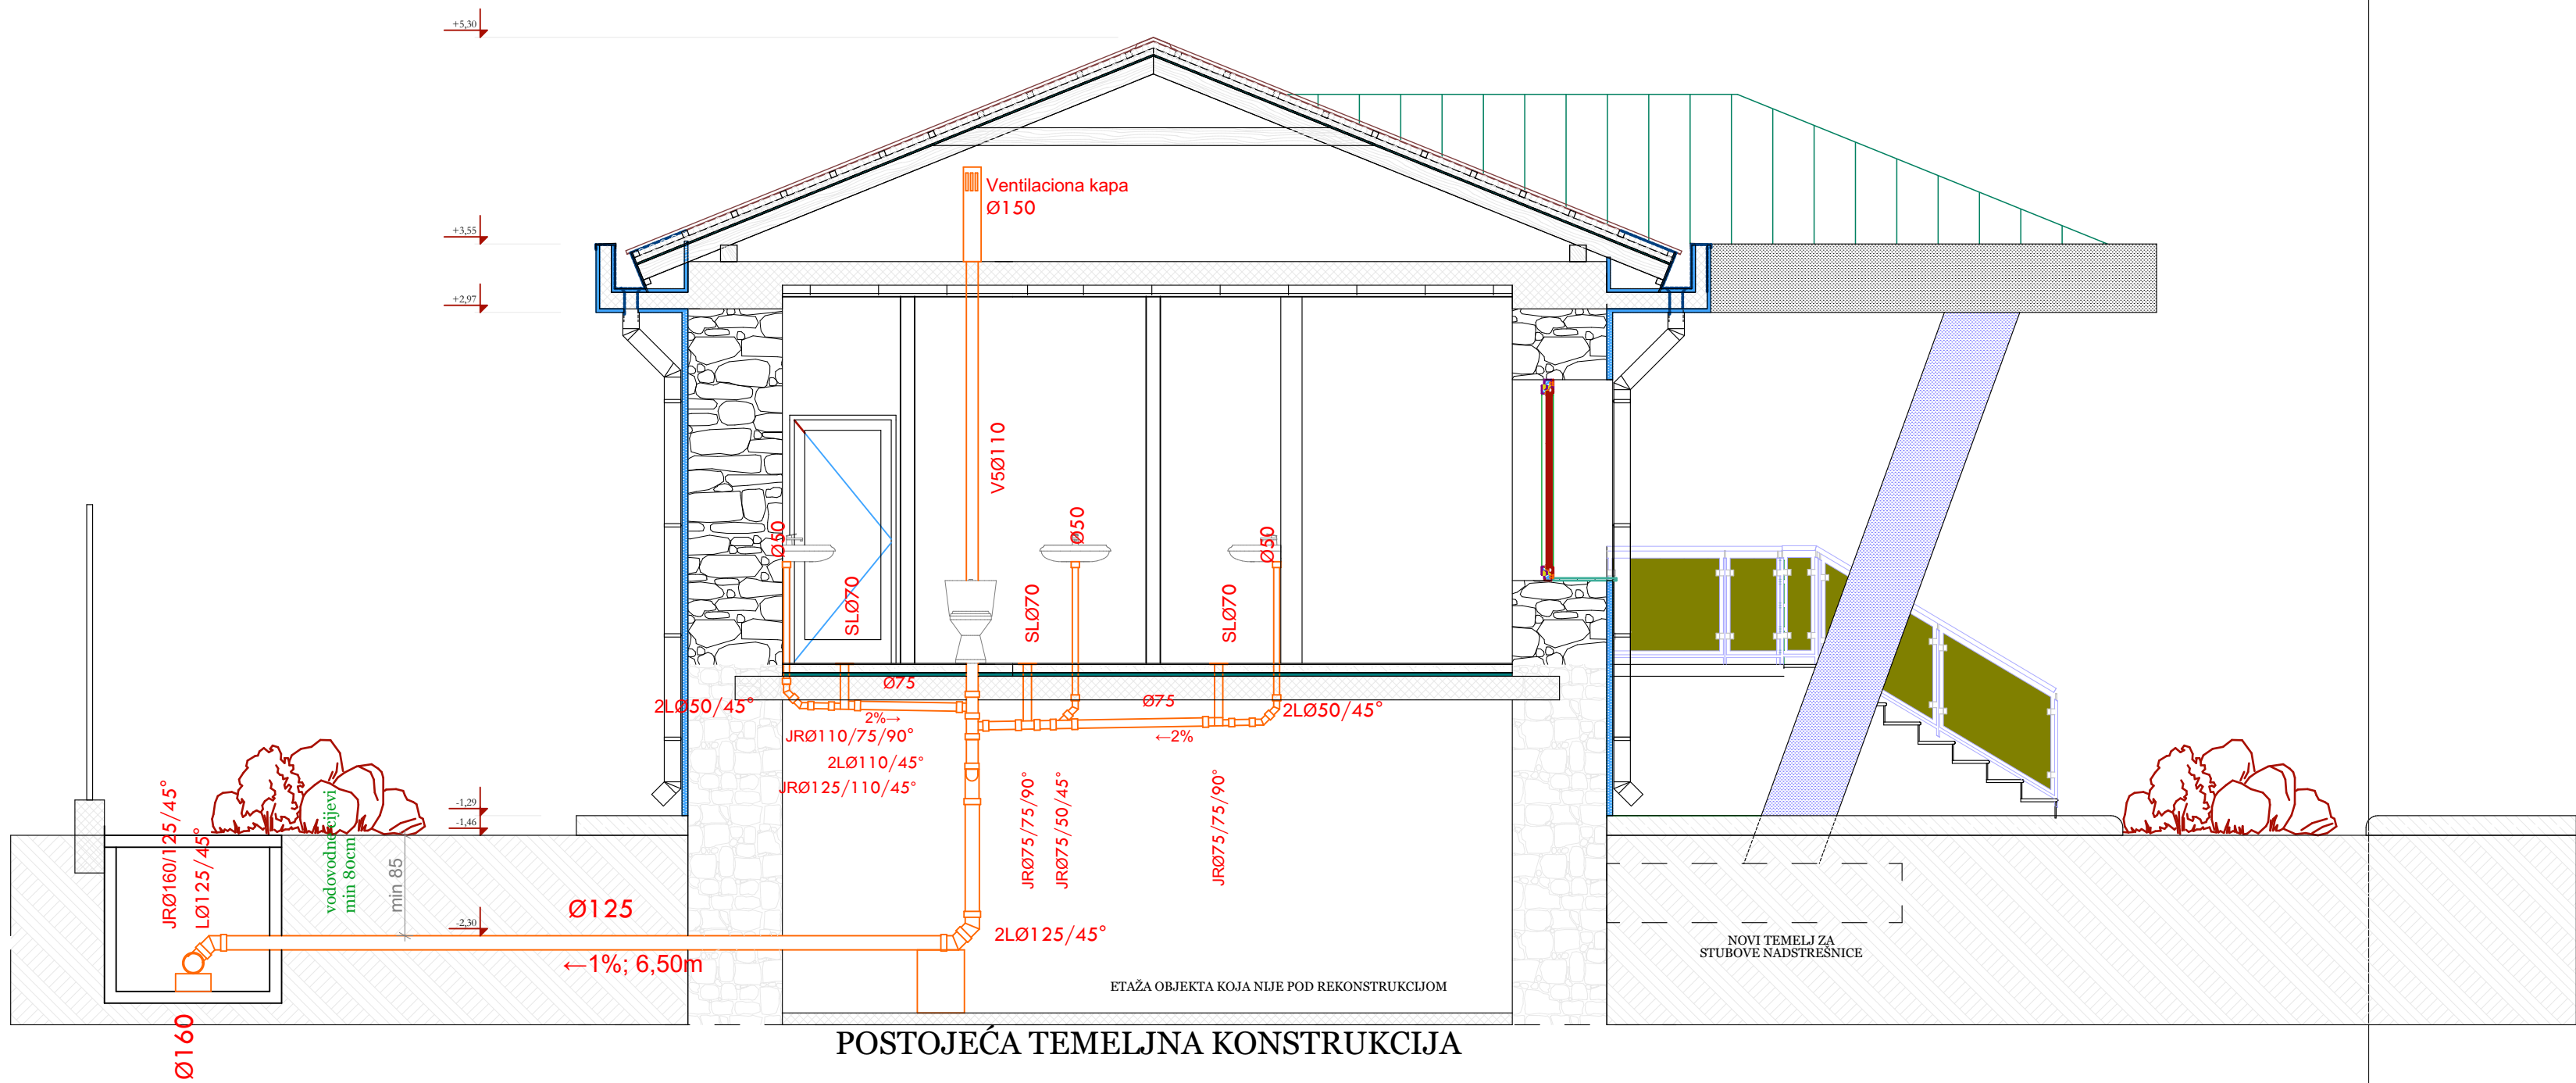 +5,30
Ventilaciona kapa
Ø150
+3,55
+2,97
V5Ø110
Ø50
Ø50
Ø50
SLØ70
SLØ70
SLØ70
Ø75
Ø75
2LØ50/45°
2LØ50/45°
2%→
←2%
JRØ110/75/90°
2LØ110/45°
JRØ125/110/45°
JRØ75/75/90°
JRØ75/50/45°
JRØ75/75/90°
-1,29
-1,46
JRØ160/125/45°
LØ125/45°
vodovodne cijevi
min 80cm
min 85
Ø125
-2,30
2LØ125/45°
←1%; 6,50m
NOVI TEMELJ ZA
STUBOVE NADSTREŠNICE
ETAŽA OBJEKTA KOJA NIJE POD REKONSTRUKCIJOM
Ø160
POSTOJEĆA TEMELJNA KONSTRUKCIJA